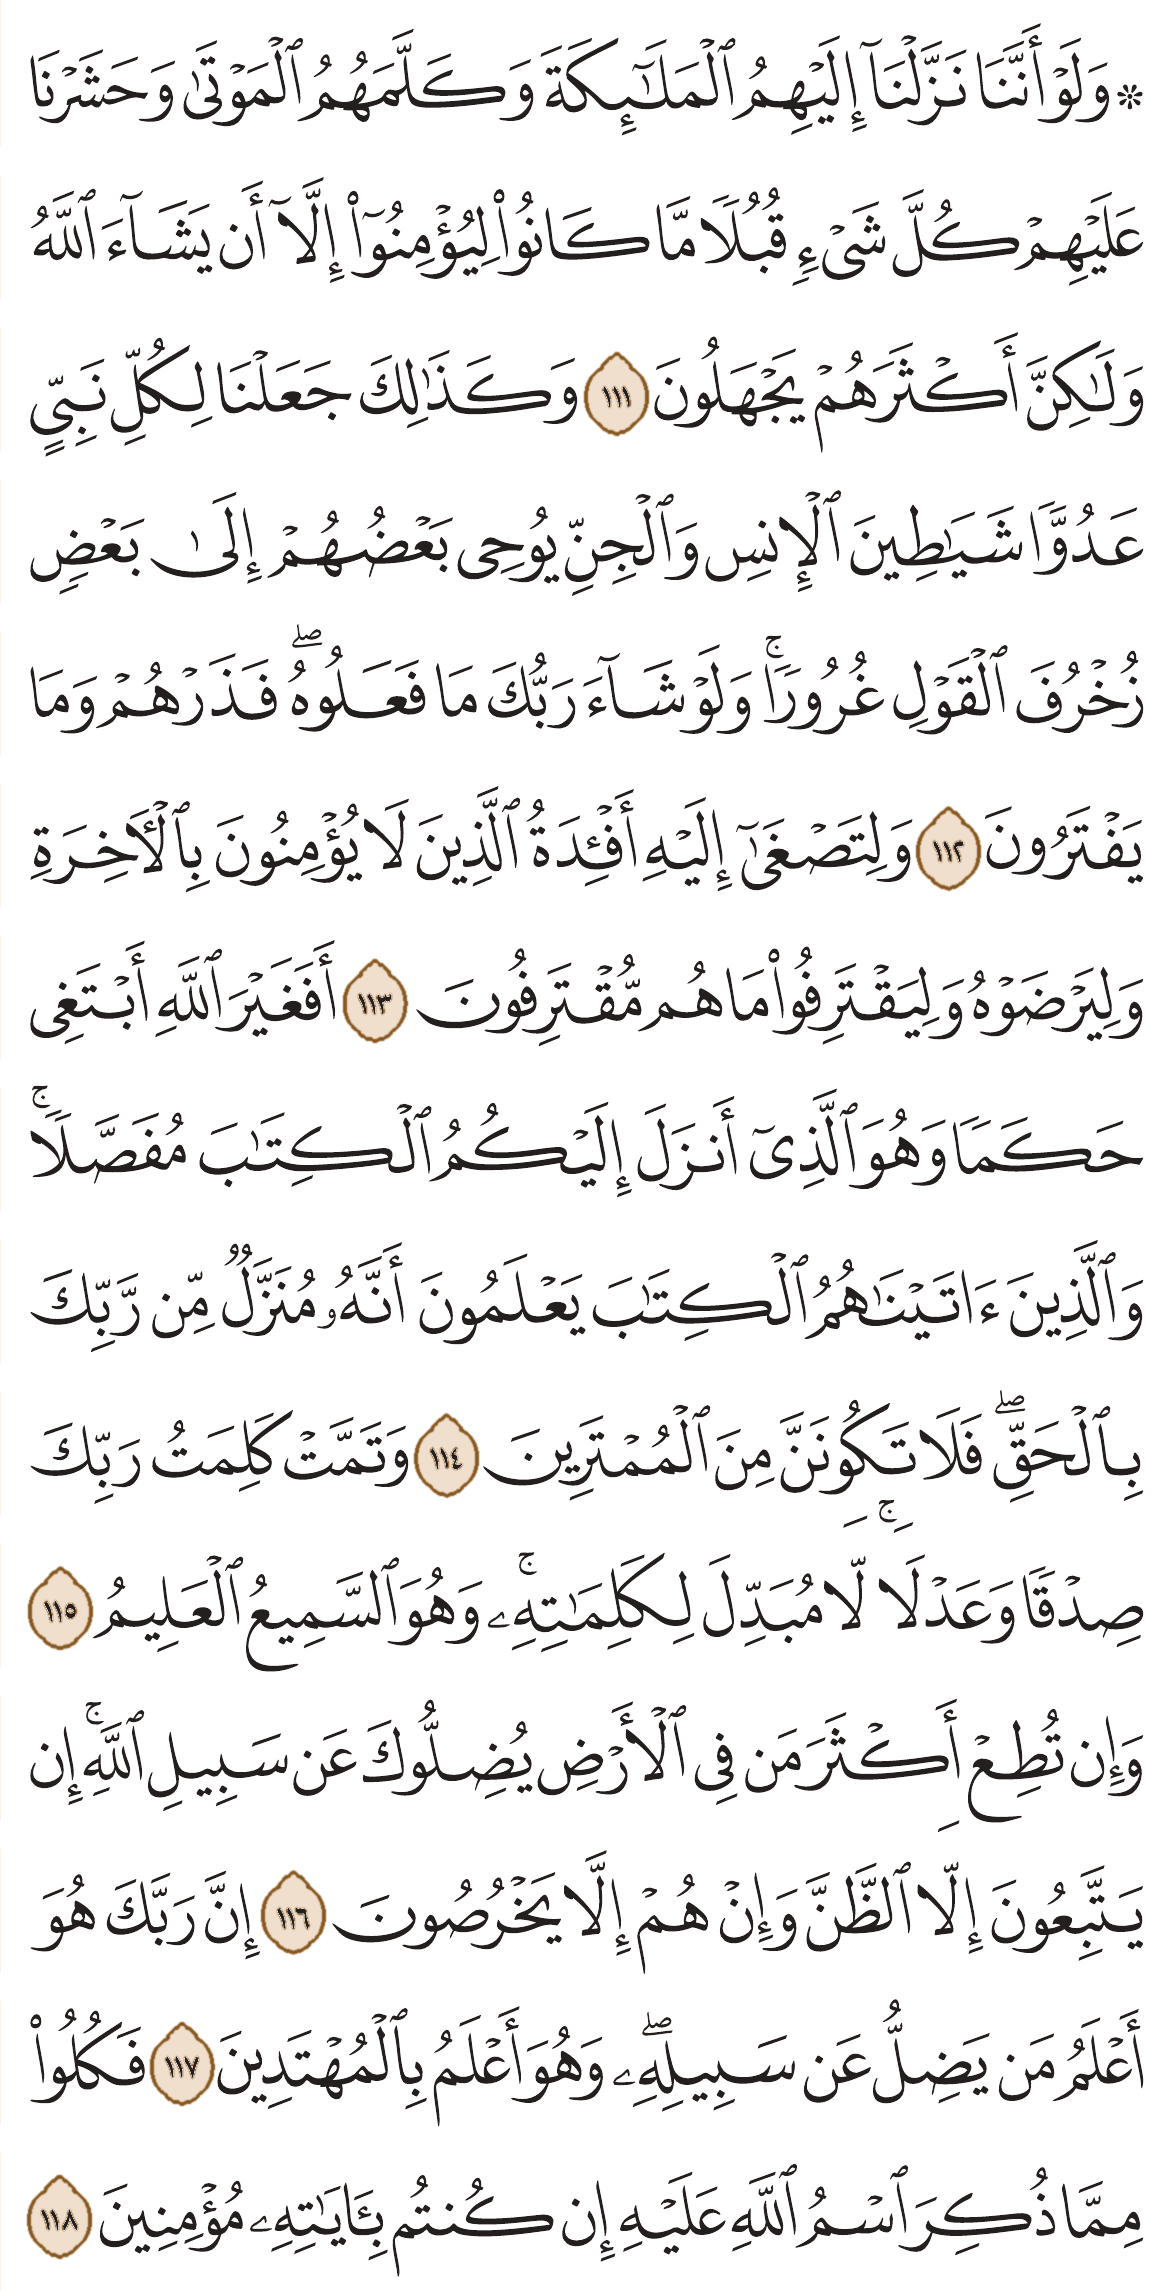 ۞ وَلَوۡ أَنَّنَا نَزَّلۡنَآ إِلَيۡهِمُ ٱلۡمَلَٰٓئِكَةَ وَكَلَّمَهُمُ ٱلۡمَوۡتَىٰ وَحَشَرۡنَا
عَلَيۡهِمۡ كُلَّ شَيۡءٖ قُبُلٗا مَّا كَانُواْ لِيُؤۡمِنُوٓاْ إِلَّآ أَن يَشَآءَ ٱللَّهُ
وَلَٰكِنَّ أَكۡثَرَهُمۡ يَجۡهَلُونَ ١١١ وَكَذَٰلِكَ جَعَلۡنَا لِكُلِّ نَبِيٍّ
عَدُوّٗا شَيَٰطِينَ ٱلۡإِنسِ وَٱلۡجِنِّ يُوحِي بَعۡضُهُمۡ إِلَىٰ بَعۡضٖ
زُخۡرُفَ ٱلۡقَوۡلِ غُرُورٗاۚ وَلَوۡ شَآءَ رَبُّكَ مَا فَعَلُوهُۖ فَذَرۡهُمۡ وَمَا
يَفۡتَرُونَ ١١٢ وَلِتَصۡغَىٰٓ إِلَيۡهِ أَفۡـِٔدَةُ ٱلَّذِينَ لَا يُؤۡمِنُونَ بِٱلۡأٓخِرَةِ
وَلِيَرۡضَوۡهُ وَلِيَقۡتَرِفُواْ مَا هُم مُّقۡتَرِفُونَ ١١٣ أَفَغَيۡرَ ٱللَّهِ أَبۡتَغِي
حَكَمٗا وَهُوَ ٱلَّذِيٓ أَنزَلَ إِلَيۡكُمُ ٱلۡكِتَٰبَ مُفَصَّلٗاۚ
وَٱلَّذِينَ ءَاتَيۡنَٰهُمُ ٱلۡكِتَٰبَ يَعۡلَمُونَ أَنَّهُۥ مُنَزَّلٞ مِّن رَّبِّكَ
بِٱلۡحَقِّۖ فَلَا تَكُونَنَّ مِنَ ٱلۡمُمۡتَرِينَ ١١٤ وَتَمَّتۡ كَلِمَتُ رَبِّكَ
صِدۡقٗا وَعَدۡلٗاۚ لَّا مُبَدِّلَ لِكَلِمَٰتِهِۦۚ وَهُوَ ٱلسَّمِيعُ ٱلۡعَلِيمُ ١١٥
وَإِن تُطِعۡ أَكۡثَرَ مَن فِي ٱلۡأَرۡضِ يُضِلُّوكَ عَن سَبِيلِ ٱللَّهِۚ إِن
يَتَّبِعُونَ إِلَّا ٱلظَّنَّ وَإِنۡ هُمۡ إِلَّا يَخۡرُصُونَ ١١٦ إِنَّ رَبَّكَ هُوَ
أَعۡلَمُ مَن يَضِلُّ عَن سَبِيلِهِۦۖ وَهُوَ أَعۡلَمُ بِٱلۡمُهۡتَدِينَ ١١٧ فَكُلُواْ
مِمَّا ذُكِرَ ٱسۡمُ ٱللَّهِ عَلَيۡهِ إِن كُنتُم بِـَٔايَٰتِهِۦ مُؤۡمِنِينَ ١١٨